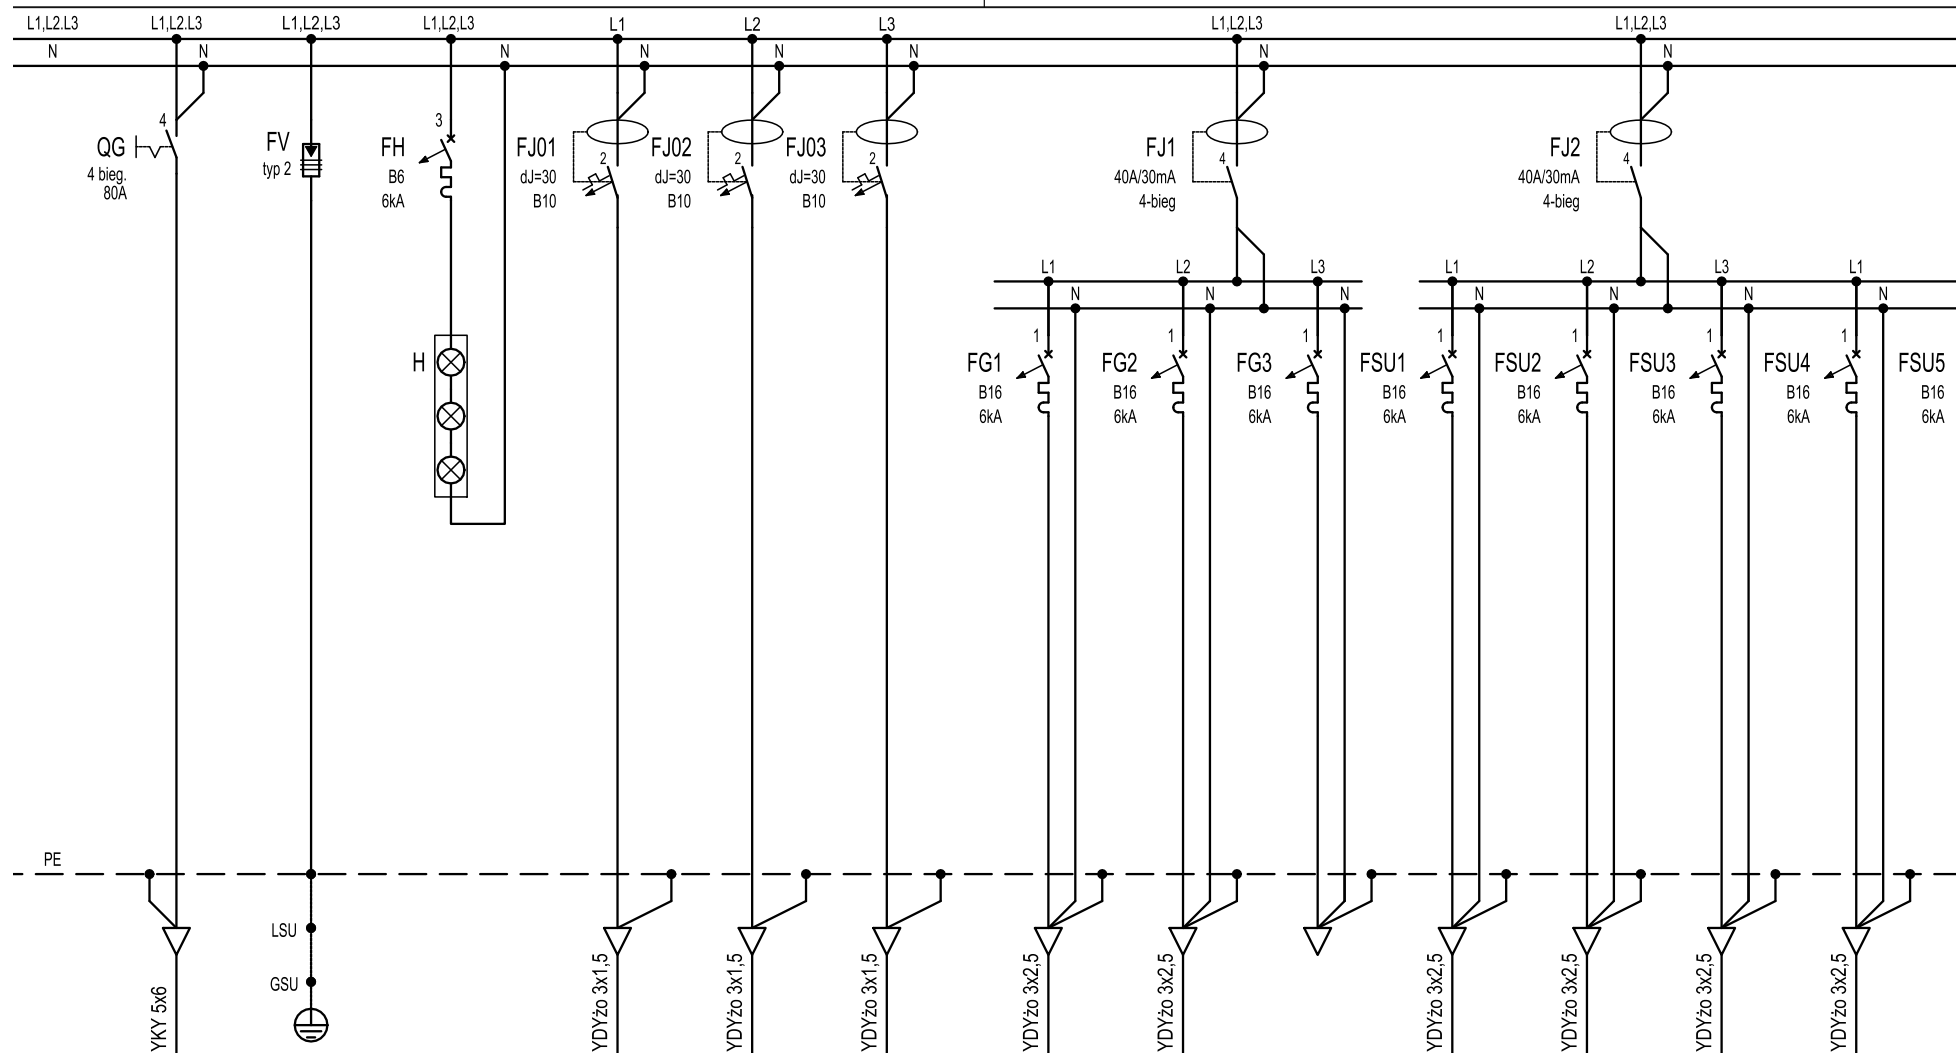 L1,L2.L3
L1,L2.L3
L1,L2,L3
L1,L2,L3
L1
L2
L3
L1,L2,L3
L1,L2,L3
N
N
N
N
N
N
N
N
4
QG
4 bieg.
80A
FV
typ 2
3
FH
B6
6kA
2
FJ01
dJ=30
B10
2
FJ02
dJ=30
B10
2
FJ03
dJ=30
B10
4
FJ1
40A/30mA
4-bieg
4
FJ2
40A/30mA
4-bieg
L1
L2
L3
L1
L2
L3
L1
N
N
N
N
N
N
N
1
1
1
1
1
1
1
H
FG1
B16
6kA
FG2
B16
6kA
FG3
B16
6kA
FSU1
B16
6kA
FSU2
B16
6kA
FSU3
B16
6kA
FSU4
B16
6kA
FSU5
B16
6kA
PE
LSU
GSU
YKY 5x6
YDYżo 3x1,5
YDYżo 3x1,5
YDYżo 3x1,5
YDYżo 3x2,5
YDYżo 3x2,5
YDYżo 3x2,5
YDYżo 3x2,5
YDYżo 3x2,5
YDYżo 3x2,5